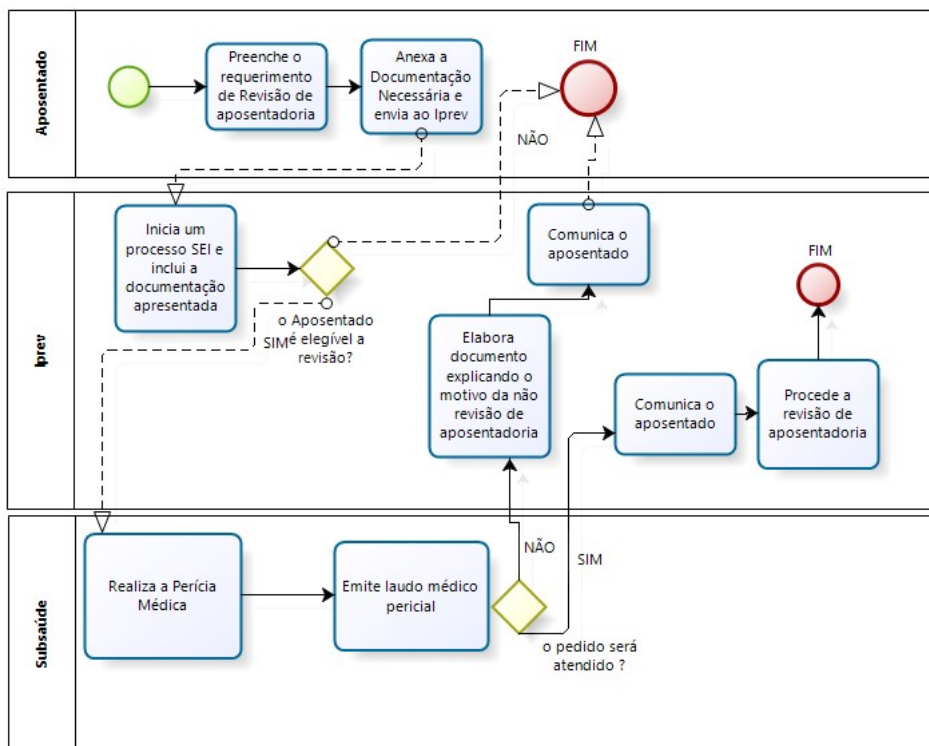 Aposentado
Preenche o
requerimento
de Revisão de
aposentadoria
Anexa a
Documentação
Necessária e
envia ao Iprev
FIM
NÃO
Iprev
Inicia um
processo SEI e
inclui a
documentação
apresentada
o Aposentado
é elegível a
revisão?
SIM
Comunica o
aposentado
Elabora
documento
explicando o
motivo da não
revisão de
aposentadoria
Comunica o
aposentado
Procede a
revisão de
aposentadoria
FIM
Subsaúde
Realiza a Perícia
Médica
Emite laudo médico
pericial
NÃO
SIM
o pedido será
atendido ?